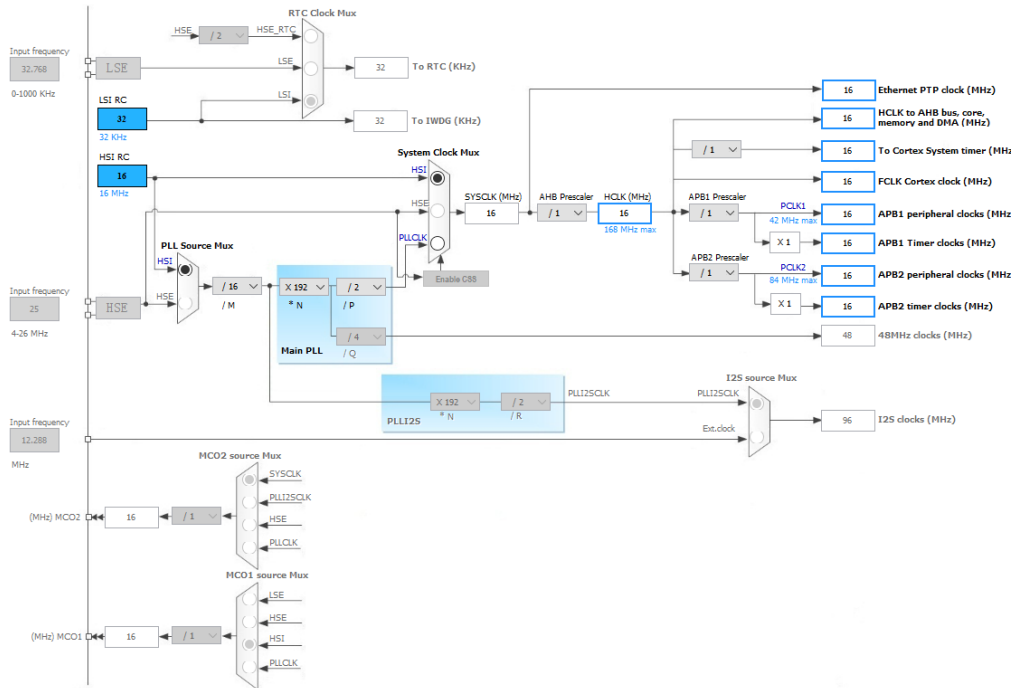 RTC Clock Mux
HSE
/ 2
HSE_RTC
Input frequency
32.768
0-1000 KHz
LSE
LSE
32
To RTC (KHz)
LSI RC
32
32 KHz
LSI
32
To IWDG (KHz)
HSI RC
16
16 MHz
System Clock Mux
HSI
HSE
PLLCLK
Enable CSS
SYSCLK (MHz)
16
AHB Prescaler
/ 1
HCLK (MHz)
16
168 MHz max
16
Ethernet PTP clock (MHz)
16
HCLK to AHB bus, core,
memory and DMA (MHz)
/ 1
16
To Cortex System timer (MHz
16
FCLK Cortex clock (MHz)
APB1 Prescaler
/ 1
PCLK1
42 MHz max
16
APB1 peripheral clocks (MHz
X 1
16
APB1 Timer clocks (MHz)
APB2 Prescaler
/ 1
PCLK2
84 MHz max
16
APB2 peripheral clocks (MHz
X 1
16
APB2 timer clocks (MHz)
48
48MHz clocks (MHz)
PLL Source Mux
HSI
HSE
Input frequency
25
4-26 MHz
HSE
/ 16
/ M
X 192
* N
/ 2
/ P
/ 4
/ Q
Main PLL
X 192
* N
/ 2
/ R
PLLI2S
PLLI2SCLK
I2S source Mux
PLLI2SCLK
Ext.clock
96
I2S clocks (MHz)
Input frequency
12.288
MHz
MCO2 source Mux
SYSCLK
PLLI2SCLK
HSE
PLLCLK
(MHz) MCO2
16
/ 1
MCO1 source Mux
LSE
HSE
HSI
PLLCLK
(MHz) MCO1
16
/ 1